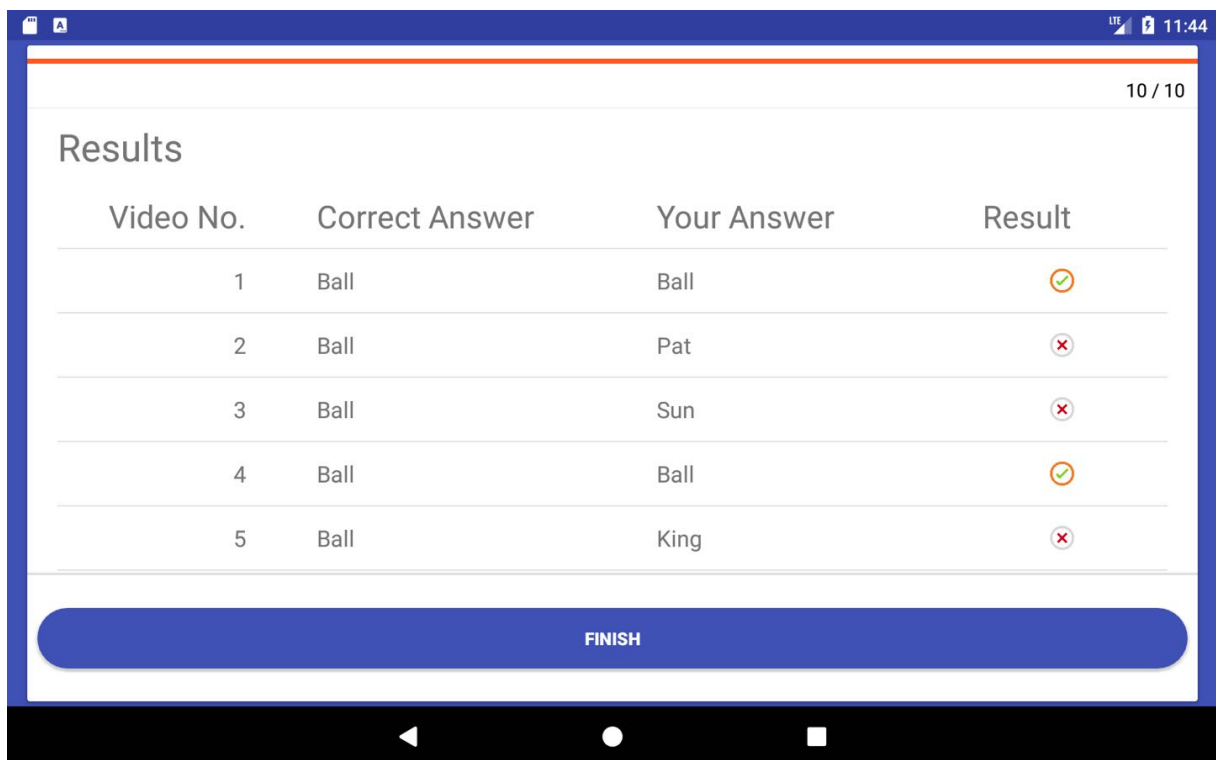 LTE 11:44
10 / 10
Results
Video No. Correct Answer Your Answer Result
1 Ball Ball
2 Ball Pat
3 Ball Sun
4 Ball Ball
5 Ball King
FINISH